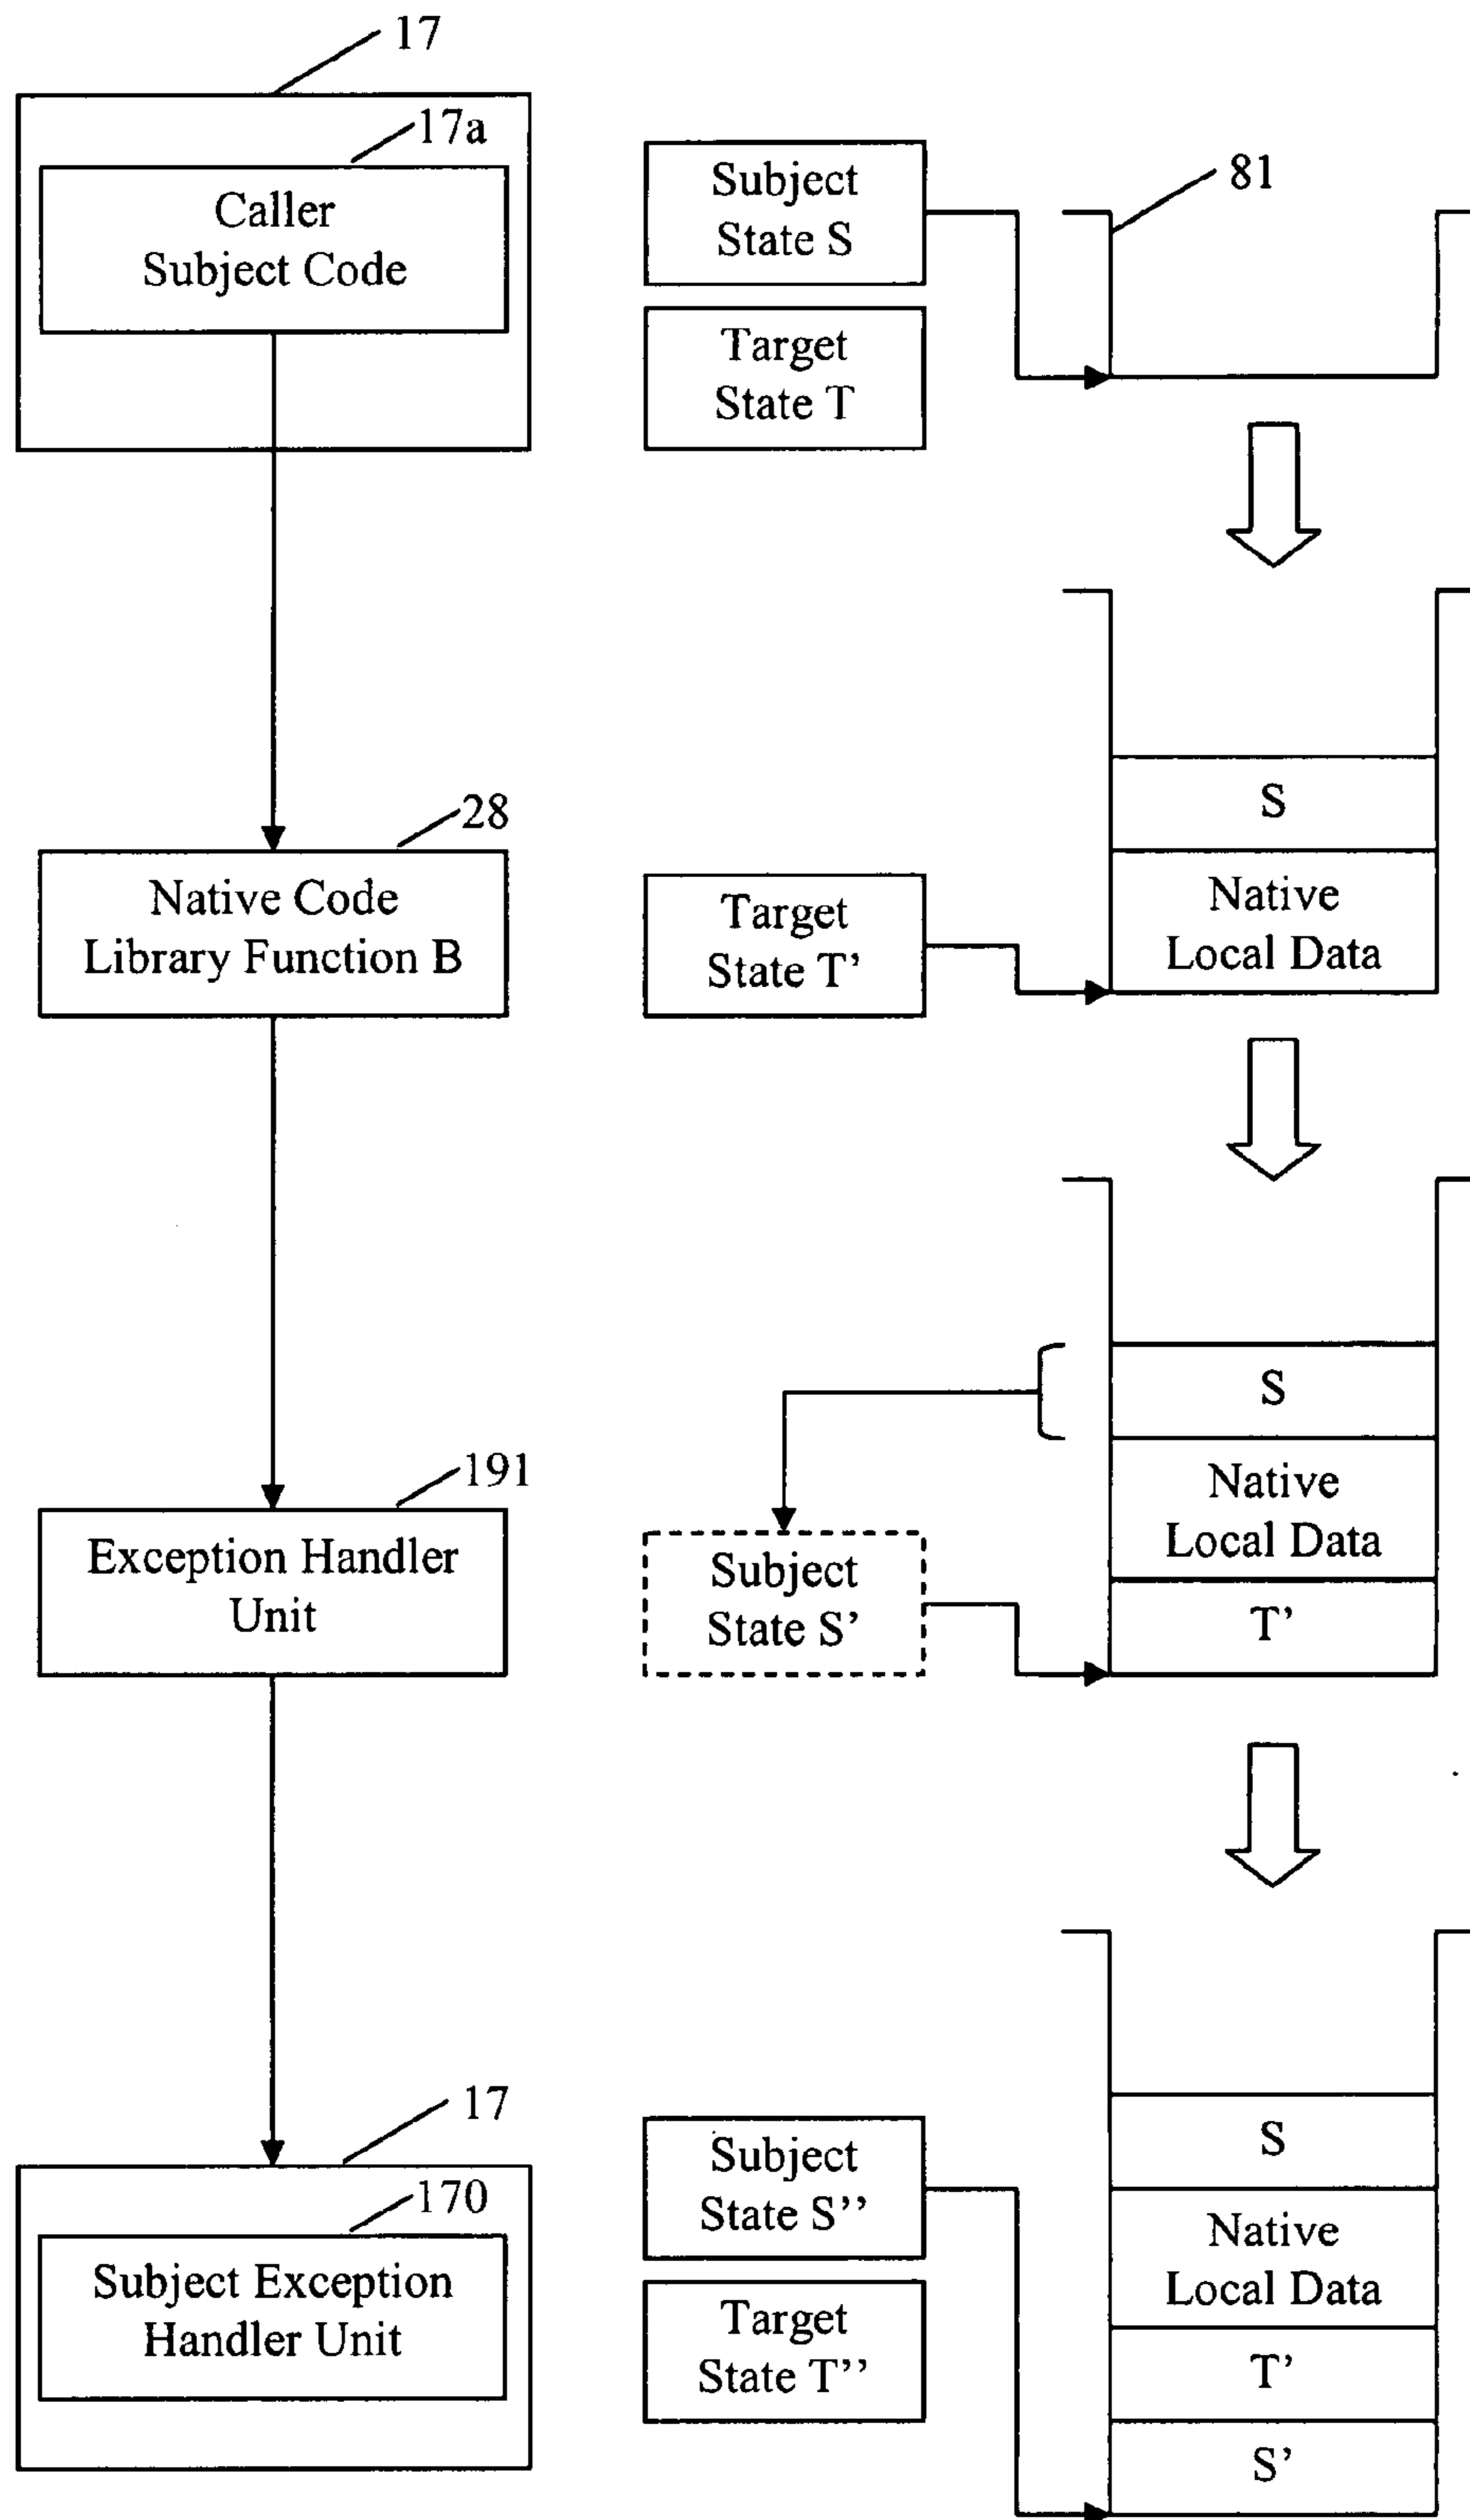 17
17a
Caller
Subject Code
Subject
State S
Target
State T
81
28
Native Code
Library Function B
Target
State T’
S
Native
Local Data
191
Exception Handler
Unit
Subject
State S’
S
Native
Local Data
T’
17
170
Subject Exception
Handler Unit
Subject
State S’’
Target
State T’’
S
Native
Local Data
T’
S’